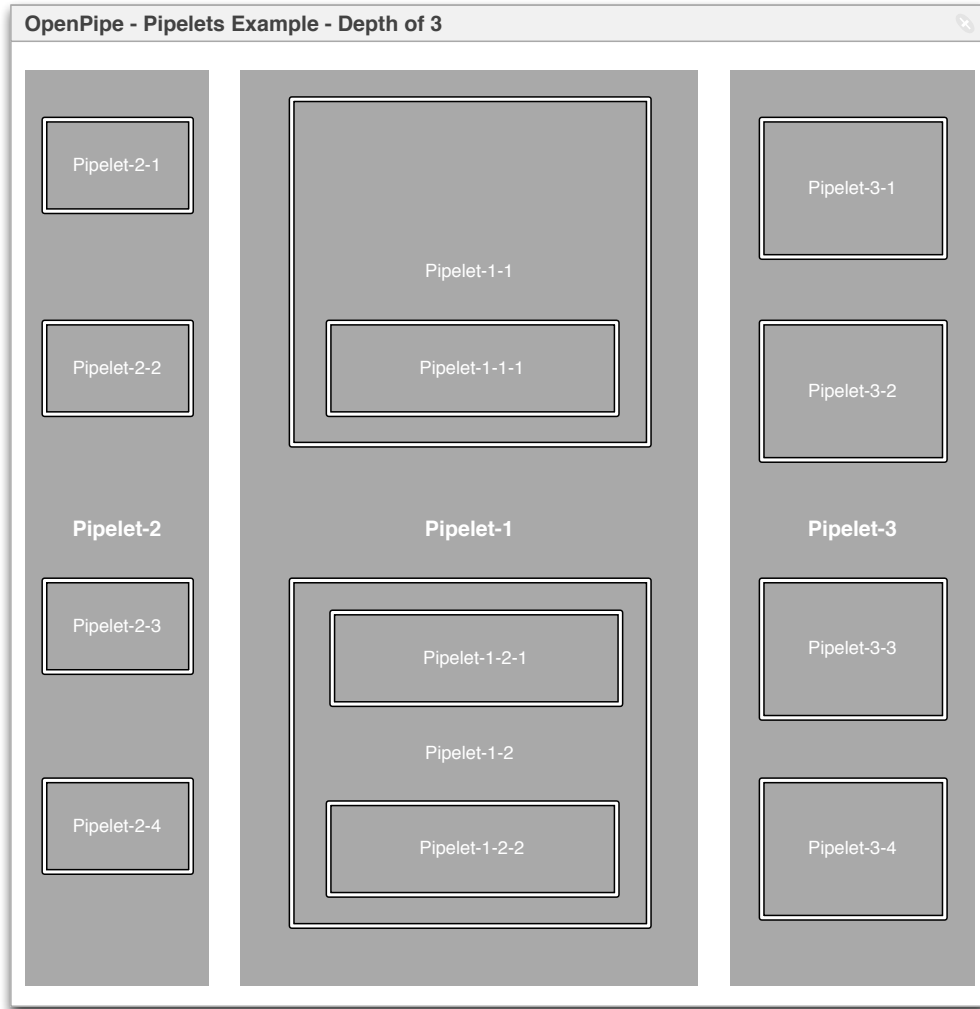 OpenPipe - Pipelets Example - Depth of 3
Pipelet-2-1
Pipelet-2-2
Pipelet-2
Pipelet-2-3
Pipelet-2-4
Pipelet-1-1
Pipelet-1-1-1
Pipelet-1
Pipelet-1-2-1
Pipelet-1-2
Pipelet-1-2-2
Pipelet-3-1
Pipelet-3-2
Pipelet-3
Pipelet-3-3
Pipelet-3-4